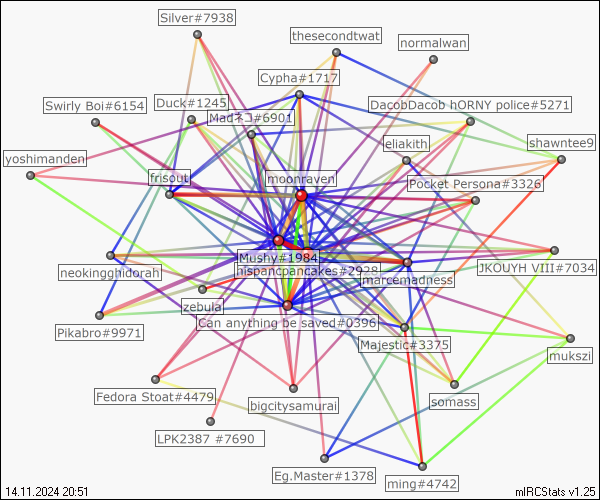 Silver#7938
thesecondtwat
normalwan
Cypha#1717
Swirly Boi#6154
Duck#1245
DacobDacob hORNY police#5271
Madネコ#6901
eliakith
shawntee9
yoshimanden
frisout
moonraven
Pocket Persona#3326
Mushy#1984
hispancpancakes#2928
JKOUYH VIII#7034
neokingghidorah
marcemadness
zebula
Can anything be saved#0396
Pikabro#9971
Majestic#3375
mukszi
Fedora Stoat#4479
bigcitysamurai
somass
LPK2387 #7690
Eg.Master#1378
ming#4742
14.11.2024 20:51
mIRCStats v1.25